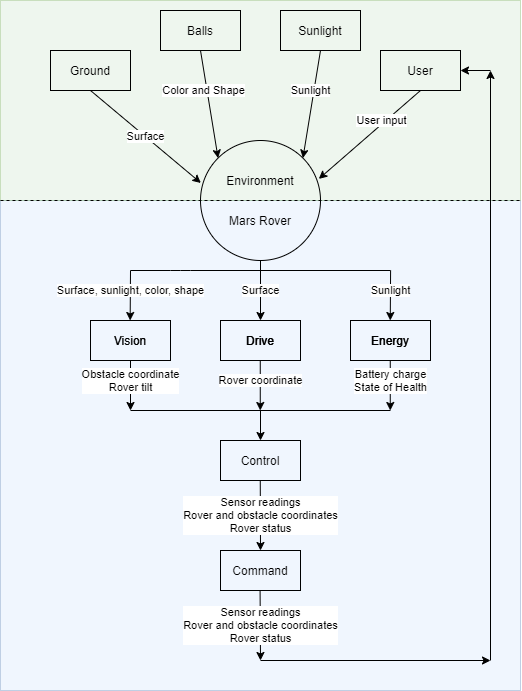 Balls
Sunlight
Ground
User
Color and Shape
Sunlight
User input
Surface
Environment
Mars Rover
Surface, sunlight, color, shape
Surface
Sunlight
Vision
Drive
Energy
Obstacle coordinate
Rover tilt
Rover coordinate
Battery charge
State of Health
Control
Sensor readings
Rover and obstacle coordinates
Rover status
Command
Sensor readings
Rover and obstacle coordinates
Rover status